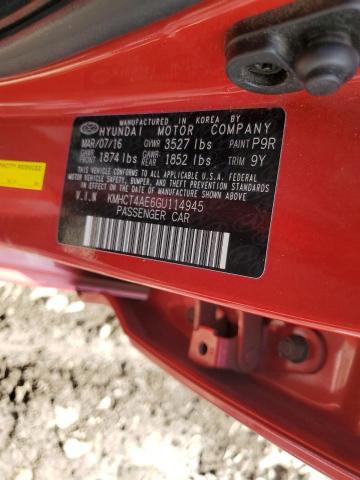 MANUFACTURED IN KOREA BY
HYUNDAI MOTOR COMPANY
MAR/07/16 GVWR 3527 lbs PAINT P9R
GAWR FRONT 1874 lbs GAWR REAR 1852 lbs TRIM 9Y
THIS VEHICLE CONFORMS TO ALL APPLICABLE U.S.A. FEDERAL
MOTOR VEHICLE SAFETY, BUMPER, AND THEFT PREVENTION
STANDARDS IN EFFECT ON THE DATE OF MANUFACTURE SHOWN
ABOVE.
V.I.N KMHCT4AE6GU114945
PASSENGER CAR